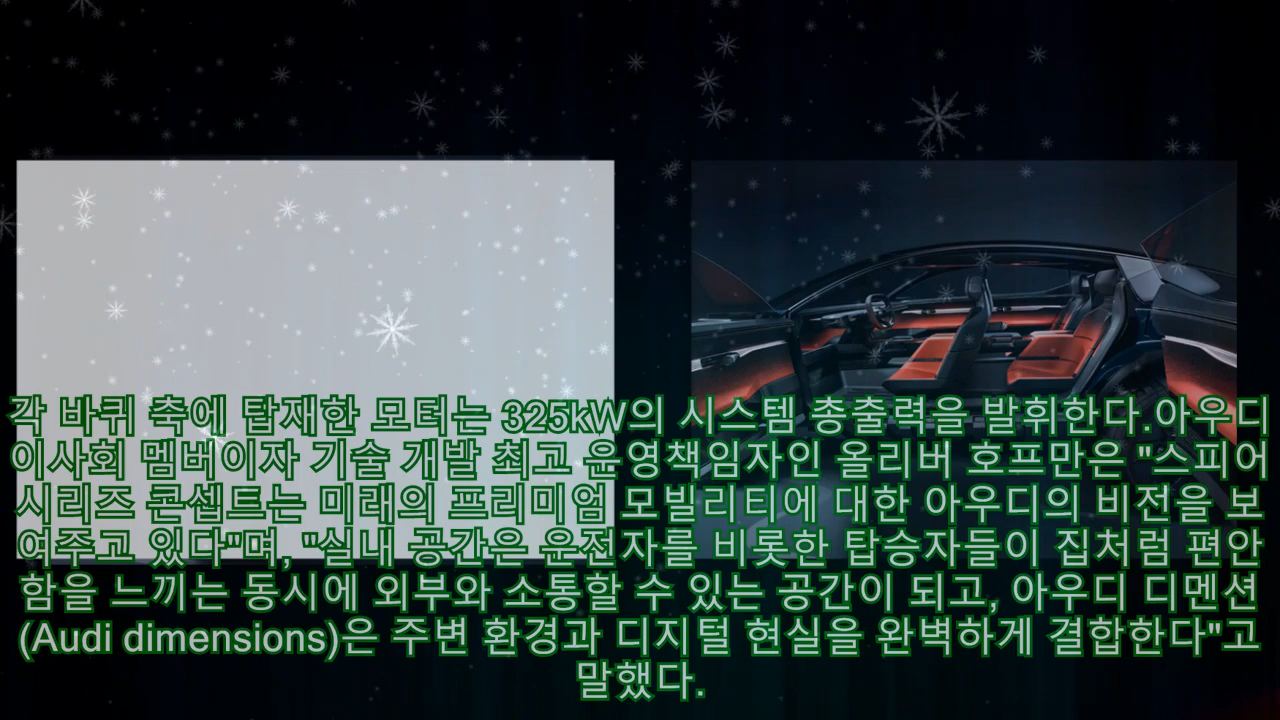 각 바퀴 축에 탑재한 모터는 325kW의 시스템 총출력을 발휘한다.아우디
이사회 멤버이자 기술 개발 최고 운영책임자인 올리버 호프만은 "스피어
시리즈 콘셉트는 미래의 프리미엄 모빌리티에 대한 아우디의 비전을 보
여주고 있다"며, "실내 공간은 운전자를 비롯한 탑승자들이 집처럼 편안
함을 느끼는 동시에 외부와 소통할 수 있는 공간이 되고, 아우디 디멘션
(Audi dimensions)은 주변 환경과 디지털 현실을 완벽하게 결합한다"고
말했다.